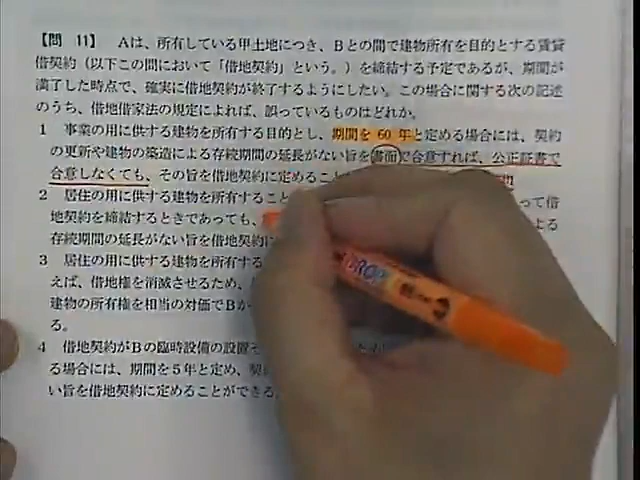 【問 11】 Aは、所有している甲土地につき、Bとの間で建物所有を目的とする賃貸
借契約(以下この問において「借地契約」という。)を締結する予定であるが、期間が
満了した時点で、確実に借地契約が終了するようにしたい。この場合に関する次の記述
のうち、借地借家法の規定によれば、誤っているものはどれか。
1 事業の用に供する建物を所有する目的とし、期間を 60 年と定める場合には、契約
の更新や建物の築造による存続期間の延長がない旨を書面で合意すれば、公正証書で
合意しなくても、その旨を借地契約に定めるこ
2 居住の用に供する建物を所有するこ って借
地契約を締結するときであっても、 よる
存続期間の延長がない旨を借地契約に
3 居住の用に供する建物を所有する
えば、借地権を消滅させるため、
建物の所有権を相当の対価でBか
る。
4 借地契約がBの臨時設備の設置
る場合には、期間を5年と定め、契
い旨を借地契約に定めることができる
DROP